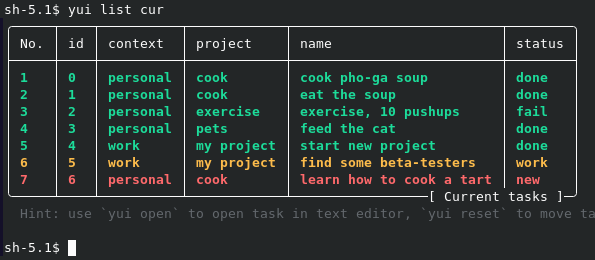 sh-5.1$ yui list cur
No. id context project name status
1 0 personal cook cook pho-ga soup done
2 1 personal cook eat the soup done
3 2 personal exercise exercise, 10 pushups fail
4 3 personal pets feed the cat done
5 4 work my project start new project done
6 5 work my project find some beta-testers work
7 6 personal cook learn how to cook a tart new
[ Current tasks ]
Hint: use `yui open` to open task in text editor, `yui reset` to move ta
sh-5.1$